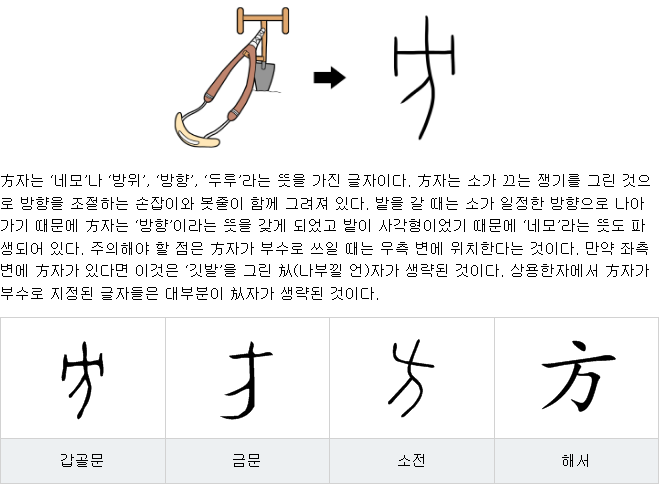 方자는 ‘네모’나 ‘방위’, ‘방향’, ‘두루’라는 뜻을 가진 글자이다. 方자는 소가 끄는 쟁기를 그린 것으
로 방향을 조절하는 손잡이와 봇줄이 함께 그려져 있다. 밭을 갈 때는 소가 일정한 방향으로 나아
가기 때문에 方자는 ‘방향’이라는 뜻을 갖게 되었고 밭이 사각형이었기 때문에 ‘네모’라는 뜻도 파
생되어 있다. 주의해야 할 점은 方자가 부수로 쓰일 때는 우측 변에 위치한다는 것이다. 만약 좌측
변에 方자가 있다면 이것은 ‘깃발’을 그린 㫃(나부낄 언)자가 생략된 것이다. 상용한자에서 方자가
부수로 지정된 글자들은 대부분이 㫃자가 생략된 것이다.
方
갑골문 금문 소전 해서